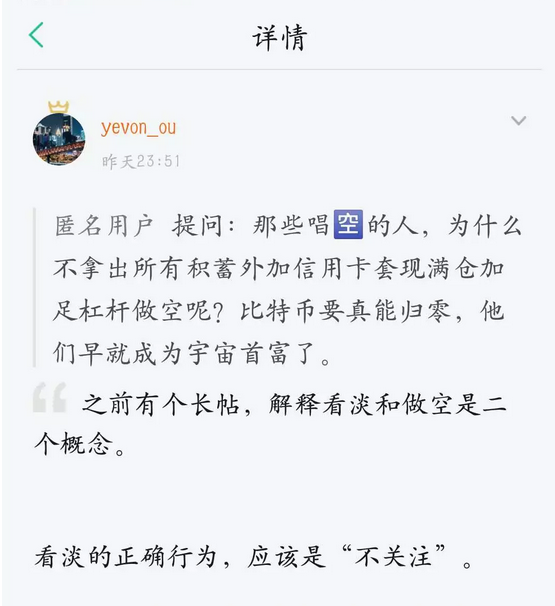 详情
yevon_ou
昨天23:51
匿名用户 提问：那些唱🈳的人，为什么
不拿出所有积蓄外加信用卡套现满仓加
足杠杆做空呢？比特币要真能归零，他
们早就成为宇宙首富了。
之前有个长帖，解释看淡和做空是二
个概念。
看淡的正确行为，应该是“不关注”。